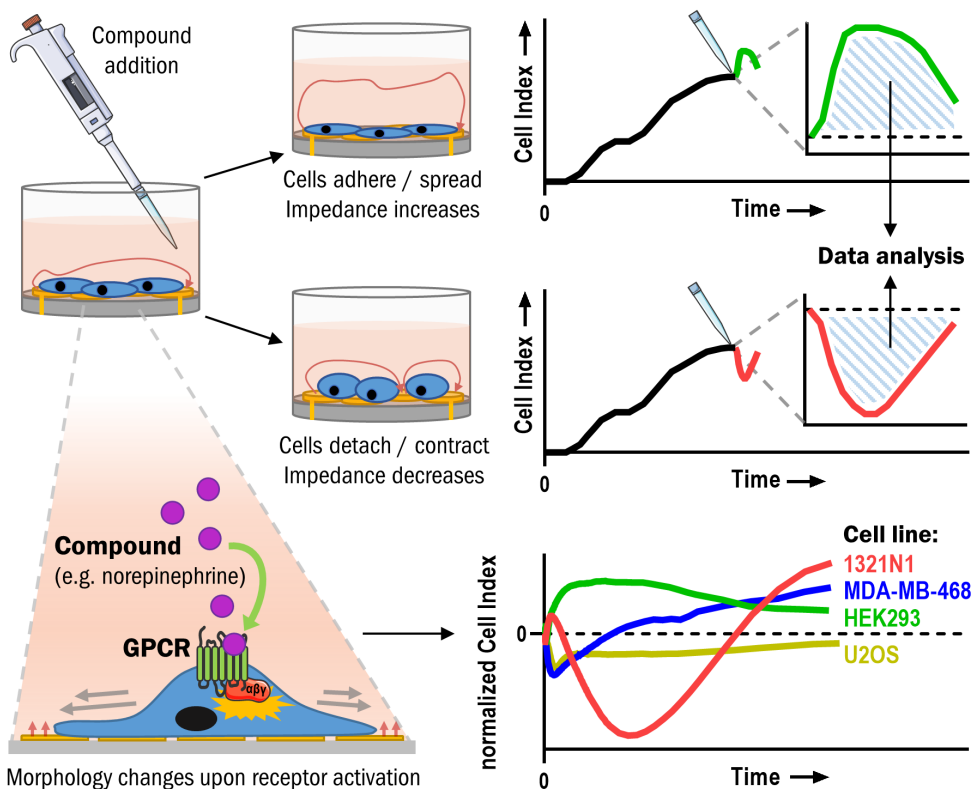 Compound
addition
Cells adhere / spread
Impedance increases
Cell Index
0
Time
Data analysis
Cells detach / contract
Impedance decreases
Cell Index
0
Time
Compound
(e.g. norepinephrine)
GPCR
αβγ
Morphology changes upon receptor activation
normalized Cell Index
0
0
Time
Cell line:
1321N1
MDA-MB-468
HEK293
U2OS